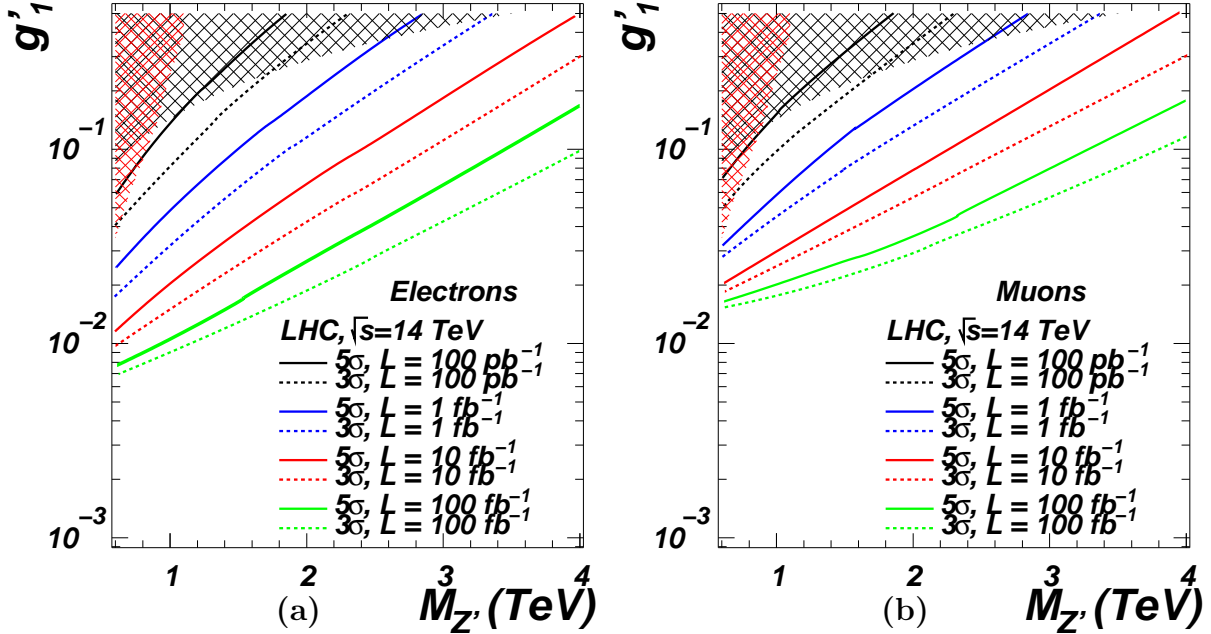 g'₁
10⁻¹
10⁻²
10⁻³
1 2 3 4
Electrons
LHC, √s=14 TeV
5σ, L = 100 pb⁻¹
3σ, L = 100 pb⁻¹
5σ, L = 1 fb⁻¹
3σ, L = 1 fb⁻¹
5σ, L = 10 fb⁻¹
3σ, L = 10 fb⁻¹
5σ, L = 100 fb⁻¹
3σ, L = 100 fb⁻¹
(a) M_Z' (TeV)
g'₁
10⁻¹
10⁻²
10⁻³
1 2 3 4
Muons
LHC, √s=14 TeV
5σ, L = 100 pb⁻¹
3σ, L = 100 pb⁻¹
5σ, L = 1 fb⁻¹
3σ, L = 1 fb⁻¹
5σ, L = 10 fb⁻¹
3σ, L = 10 fb⁻¹
5σ, L = 100 fb⁻¹
3σ, L = 100 fb⁻¹
(b) M_Z' (TeV)